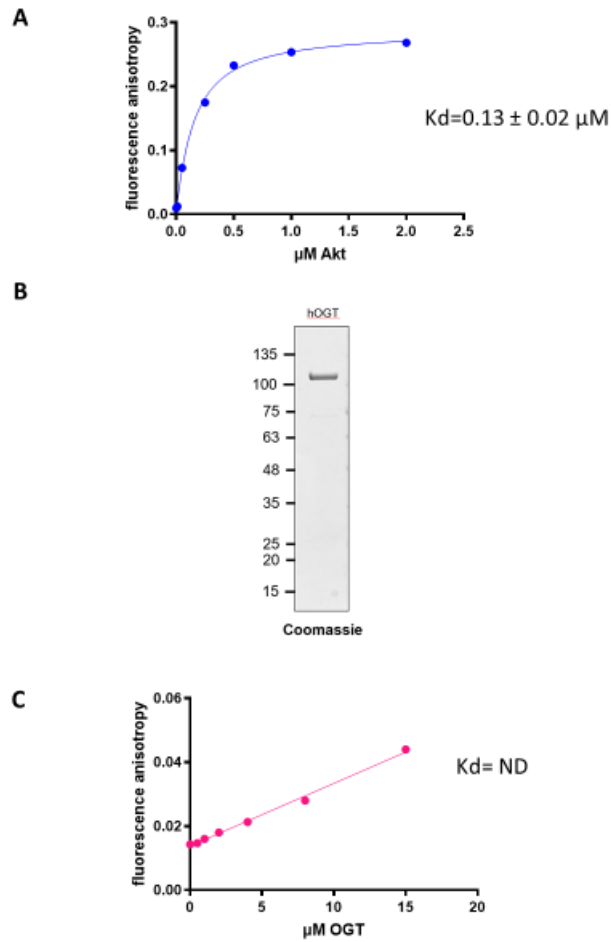 A
fluorescence anisotropy
0.3
0.2
0.1
0.0
0.0 0.5 1.0 1.5 2.0 2.5
µM Akt
Kd=0.13 ± 0.02 µM
B
hOGT
135
100
75
63
48
35
25
20
15
Coomassie
C
fluorescence anisotropy
0.06
0.04
0.02
0.00
0 5 10 15 20
µM OGT
Kd= ND